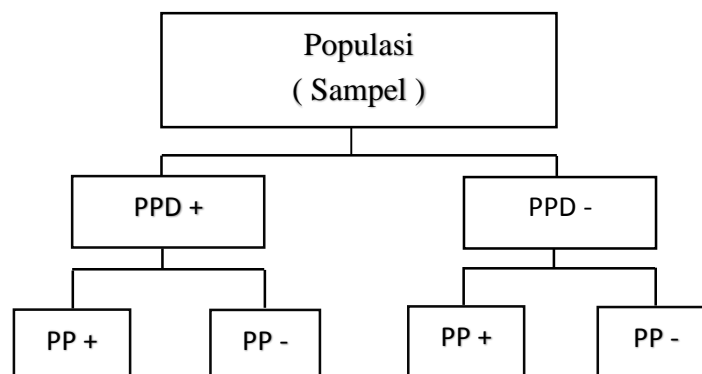 Populasi
( Sampel )
PPD +
PPD -
PP +
PP -
PP +
PP -